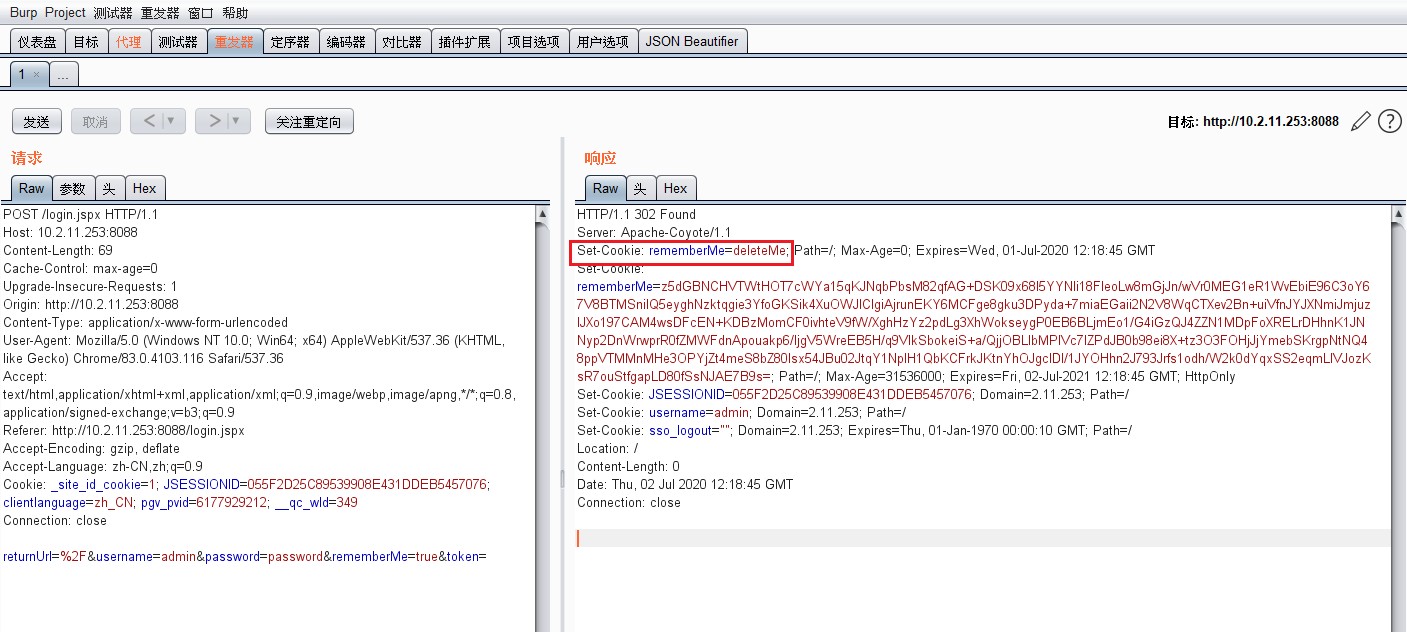 Burp Project 测试器 重发器 窗口 帮助
仪表盘 目标 代理 测试器 重发器 定序器 编码器 对比器 插件扩展 项目选项 用户选项 JSON Beautifier
1 × ...
发送 取消 < ▼ > ▼ 关注重定向 目标: http://10.2.11.253:8088
请求
Raw 参数 头 Hex
POST /login.jspx HTTP/1.1
Host: 10.2.11.253:8088
Content-Length: 69
Cache-Control: max-age=0
Upgrade-Insecure-Requests: 1
Origin: http://10.2.11.253:8088
Content-Type: application/x-www-form-urlencoded
User-Agent: Mozilla/5.0 (Windows NT 10.0; Win64; x64) AppleWebKit/537.36 (KHTML,
like Gecko) Chrome/83.0.4103.116 Safari/537.36
Accept:
text/html,application/xhtml+xml,application/xml;q=0.9,image/webp,image/apng,*/*;q=0.8,
application/signed-exchange;v=b3;q=0.9
Referer: http://10.2.11.253:8088/login.jspx
Accept-Encoding: gzip, deflate
Accept-Language: zh-CN,zh;q=0.9
Cookie: _site_id_cookie=1; JSESSIONID=055F2D25C89539908E431DDEB5457076;
clientlanguage=zh_CN; pgv_pvid=6177929212; __qc_wId=349
Connection: close
returnUrl=%2F&username=admin&password=password&rememberMe=true&token=
响应
Raw 头 Hex
HTTP/1.1 302 Found
Server: Apache-Coyote/1.1
Set-Cookie: rememberMe=deleteMe; Path=/; Max-Age=0; Expires=Wed, 01-Jul-2020 12:18:45 GMT
Set-Cookie:
rememberMe=z5dGBNCHVTWtHOT7cWYa15qKJNqbPbsM82qfAG+DSK09x68I5YYNIi18FIeoLw8mGjJn/wVr0MEG1eR1WvEbiE96C3oY6
7V8BTMSnilQ5eyghNzktqgie3YfoGKSik4XuOWJICIgiAjrunEKY6MCFge8gku3DPyda+7miaEGaii2N2V8WqCTXev2Bn+uiVfnJYJXNmiJmjuz
IJXo197CAM4wsDFcEN+KDBzMomCF0ivhteV9fW/XghHzYz2pdLg3XhWokseygP0EB6BLjmEo1/G4iGzQJ4ZZN1MDpFoXRELrDHhnK1JN
Nyp2DnWrwprR0fZMWFdnApouakp6/IjgV5WreEB5H/q9VIkSbokeiS+a/QjjOBLIbMPIVc7IZPdJB0b98ei8X+tz3O3FOHjJjYmebSKrgpNtNQ4
8ppVTMMnMHe3OPYjZt4meS8bZ80Isx54JBu02JtqY1NpIH1QbKCFrkJKtnYhOJgcIDI/1JYOHhn2J793Jrfs1odh/W2k0dYqxSS2eqmLIVJozK
sR7ouStfgapLD80fSsNJAE7B9s=; Path=/; Max-Age=31536000; Expires=Fri, 02-Jul-2021 12:18:45 GMT; HttpOnly
Set-Cookie: JSESSIONID=055F2D25C89539908E431DDEB5457076; Domain=2.11.253; Path=/
Set-Cookie: username=admin; Domain=2.11.253; Path=/
Set-Cookie: sso_logout=""; Domain=2.11.253; Expires=Thu, 01-Jan-1970 00:00:10 GMT; Path=/
Location: /
Content-Length: 0
Date: Thu, 02 Jul 2020 12:18:45 GMT
Connection: close